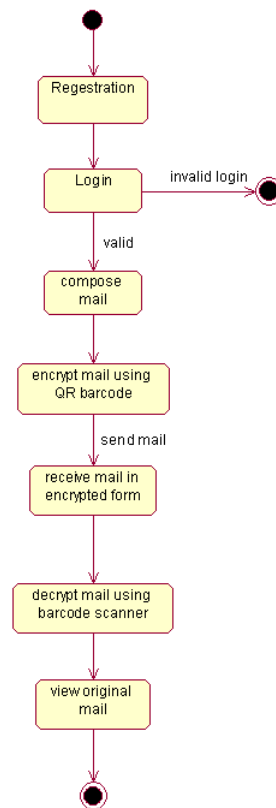 Regestration
Login
invalid login
valid
compose
mail
encrypt mail using
QR barcode
send mail
receive mail in
encrypted form
decrypt mail using
barcode scanner
view original
mail